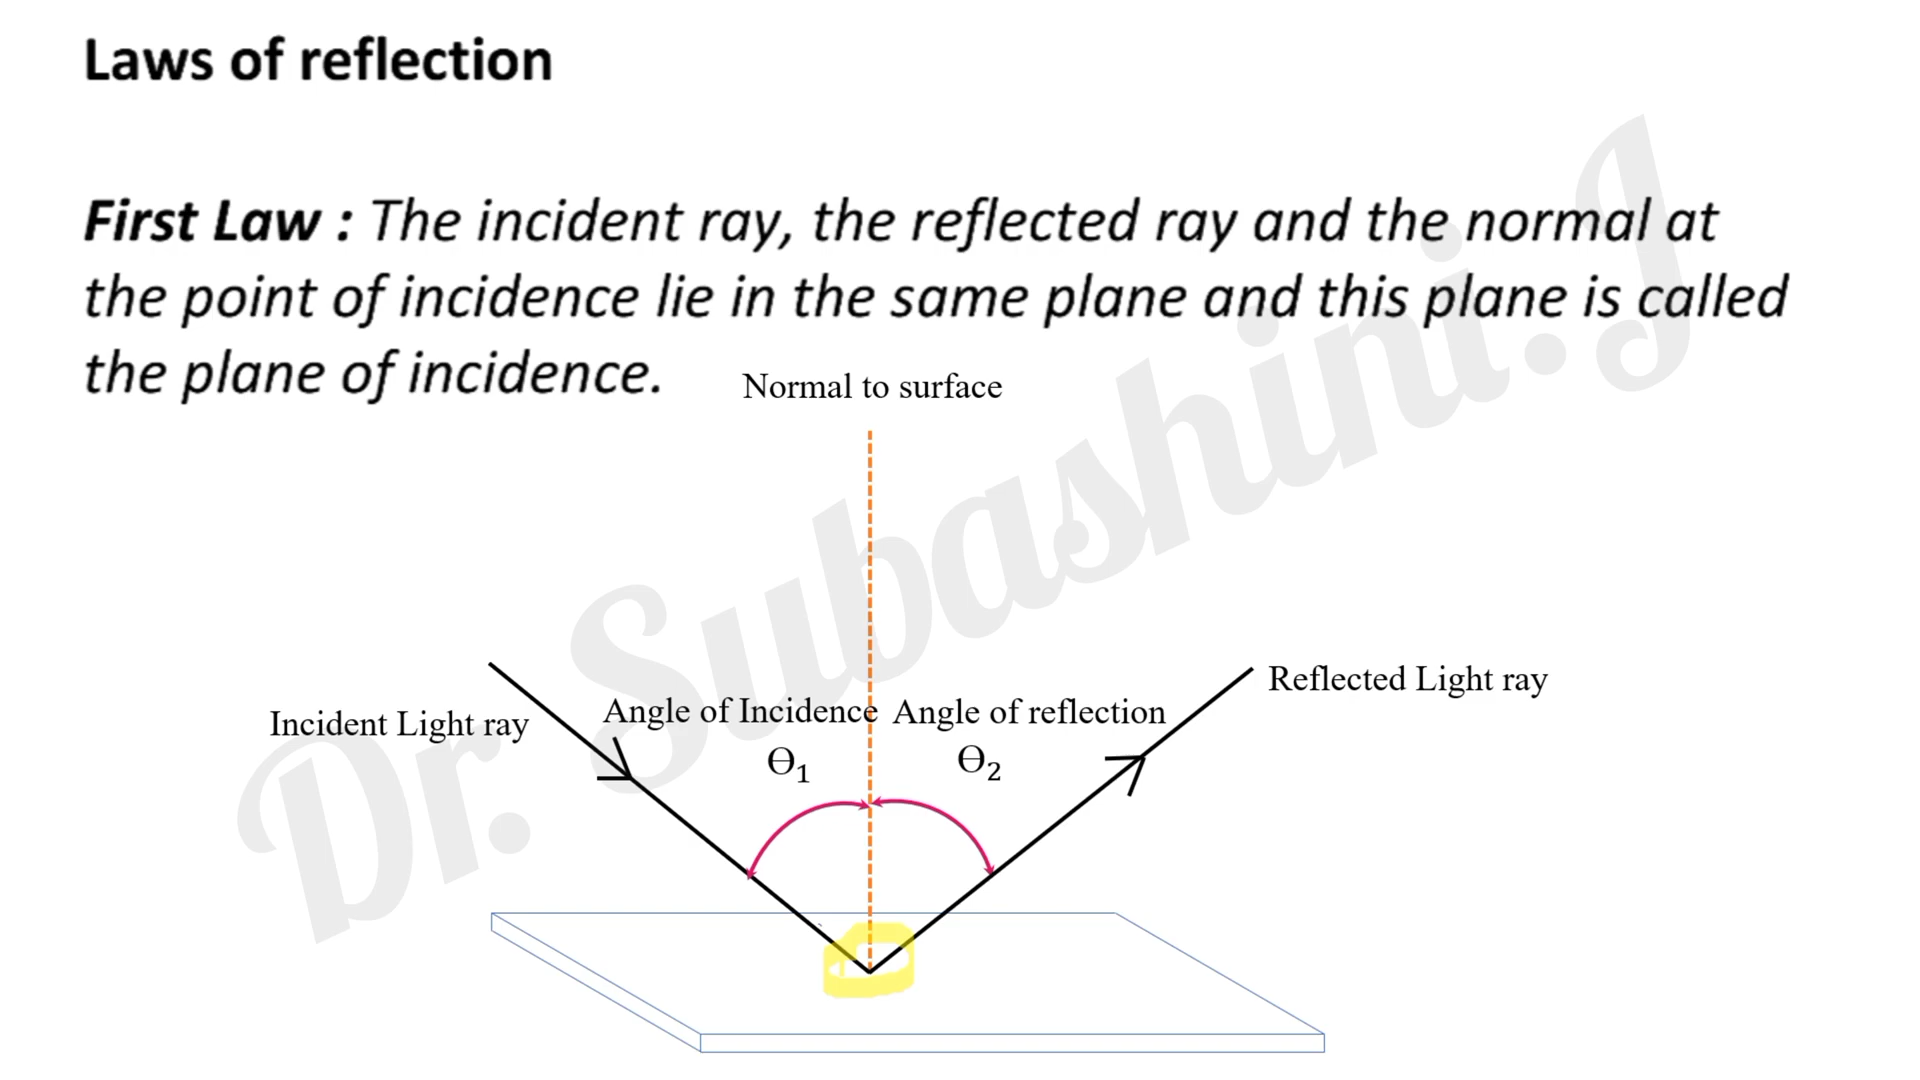 Laws of reflection
First Law : The incident ray, the reflected ray and the normal at
the point of incidence lie in the same plane and this plane is called
the plane of incidence.
Normal to surface
Incident Light ray
Angle of Incidence
Angle of reflection
Reflected Light ray
Θ₁
Θ₂
Dr. Subashini.J